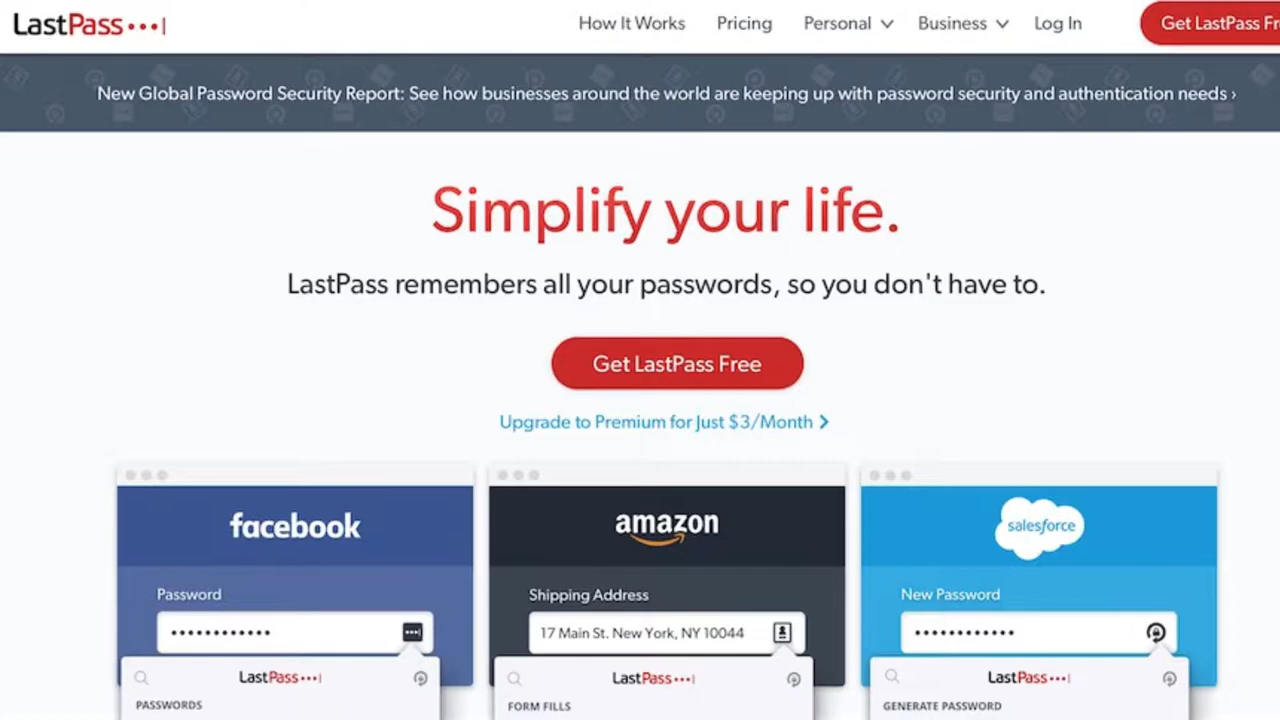 LastPass
How It Works
Pricing
Personal
Business
Log In
Get LastPass
New Global Password Security Report: See how businesses around the world are keeping up with password security and authentication needs ›
Simplify your life.
LastPass remembers all your passwords, so you don't have to.
Get LastPass Free
Upgrade to Premium for Just $3/Month
facebook
Password
LastPass
PASSWORDS
amazon
Shipping Address
17 Main St. New York, NY 10044
LastPass
FORM FILLS
salesforce
New Password
LastPass
GENERATE PASSWORD